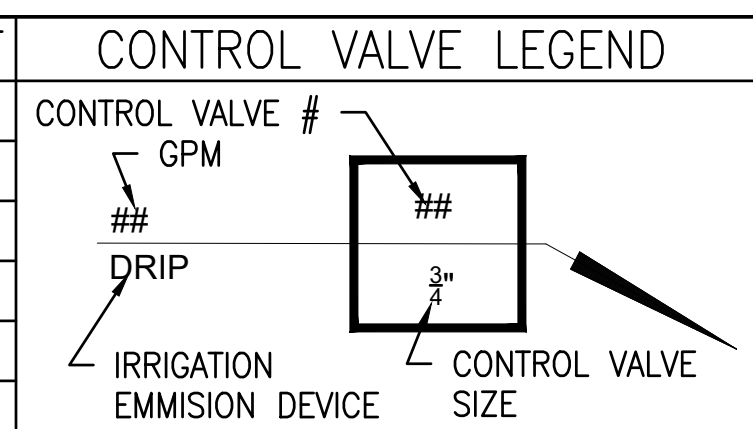 CONTROL VALVE LEGEND
CONTROL VALVE #
GPM
##
##
DRIP
3/4"
IRRIGATION
EMMISION DEVICE
CONTROL VALVE
SIZE